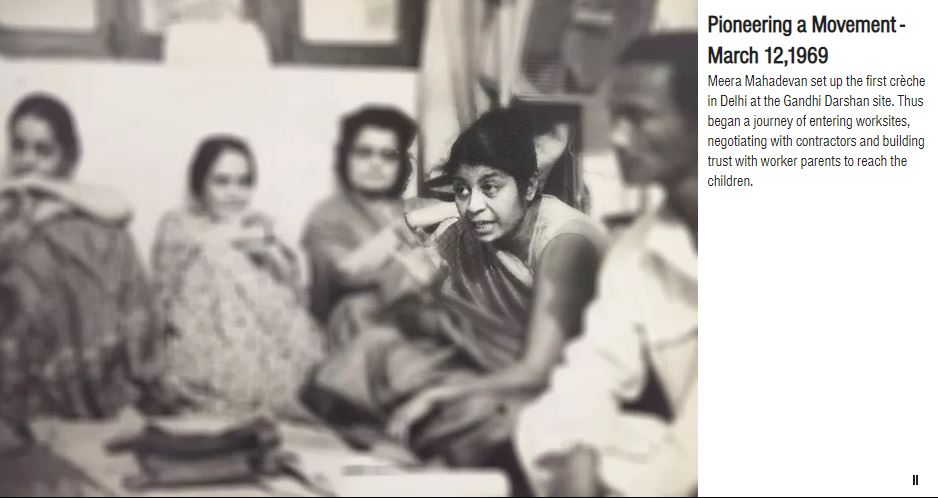 Pioneering a Movement -
March 12,1969
Meera Mahadevan set up the first crèche
in Delhi at the Gandhi Darshan site. Thus
began a journey of entering worksites,
negotiating with contractors and building
trust with worker parents to reach the
children.